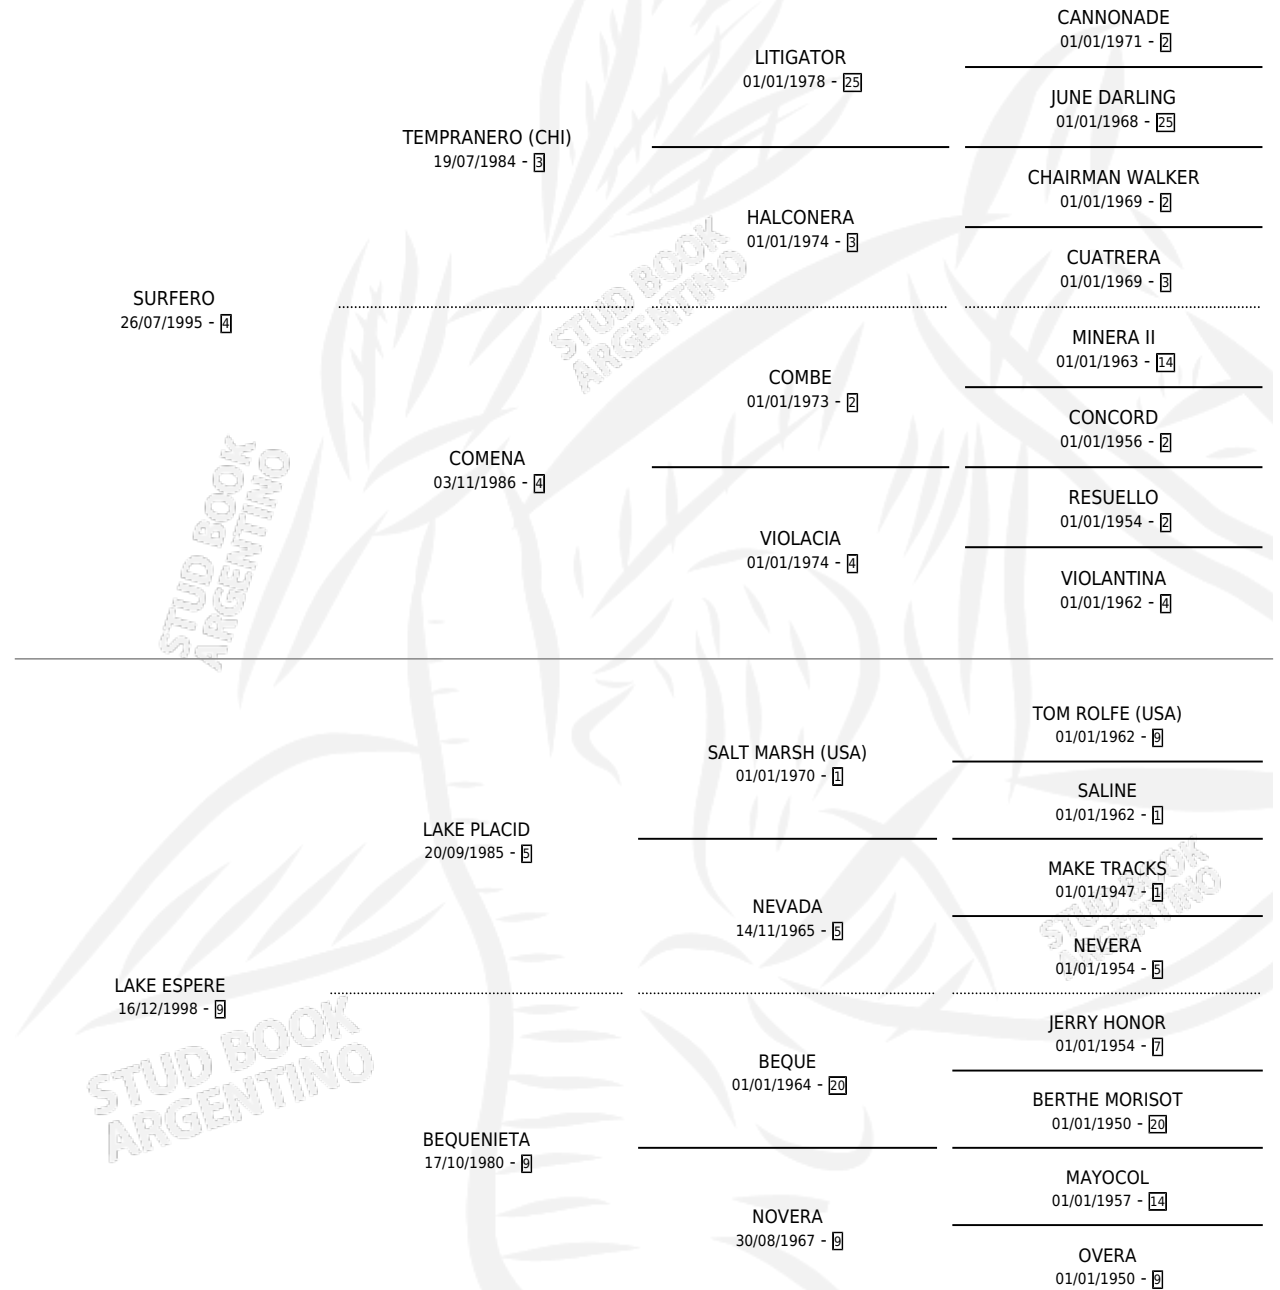 CANNONADE
01/01/1971 - 2
LITIGATOR
01/01/1978 - 25
JUNE DARLING
01/01/1968 - 25
TEMPRANERO (CHI)
19/07/1984 - 3
CHAIRMAN WALKER
01/01/1969 - 2
HALCONERA
01/01/1974 - 3
CUATRERA
01/01/1969 - 3
SURFERO
26/07/1995 - 4
STUD BOOK
ARGENTINO
MINERA II
01/01/1963 - 14
COMBE
01/01/1973 - 2
CONCORD
01/01/1956 - 2
COMENA
03/11/1986 - 4
RESUELLO
01/01/1954 - 2
VIOLACIA
01/01/1974 - 4
VIOLANTINA
01/01/1962 - 4
STUD BOOK
ARGENTINO
TOM ROLFE (USA)
01/01/1962 - 9
SALT MARSH (USA)
01/01/1970 - 1
SALINE
01/01/1962 - 1
LAKE PLACID
20/09/1985 - 5
MAKE TRACKS
01/01/1947 - 1
NEVADA
14/11/1965 - 5
STUD BOOK
ARGENTINO
NEVERA
01/01/1954 - 5
LAKE ESPERE
16/12/1998 - 9
STUD BOOK
ARGENTINO
JERRY HONOR
01/01/1954 - 7
BEQUE
01/01/1964 - 20
BERTHE MORISOT
01/01/1950 - 20
BEQUENIETA
17/10/1980 - 9
MAYOCOL
01/01/1957 - 14
NOVERA
30/08/1967 - 9
OVERA
01/01/1950 - 9